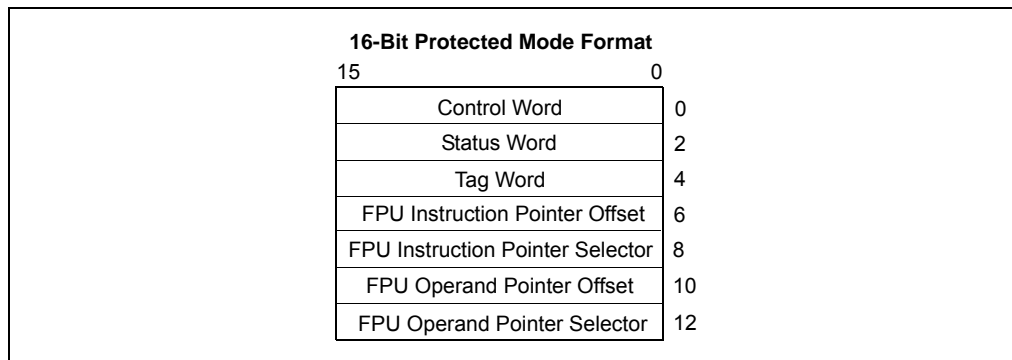 16-Bit Protected Mode Format
15 0
Control Word 0
Status Word 2
Tag Word 4
FPU Instruction Pointer Offset 6
FPU Instruction Pointer Selector 8
FPU Operand Pointer Offset 10
FPU Operand Pointer Selector 12